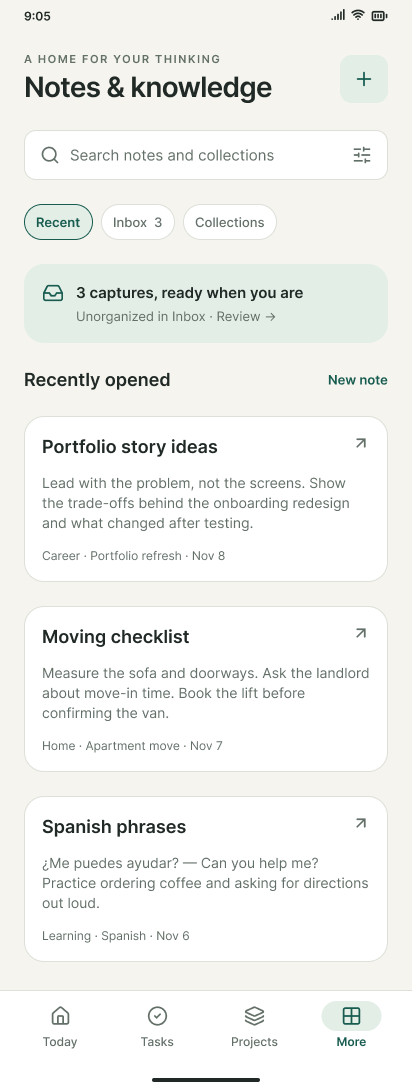 9:05
A HOME FOR YOUR THINKING
Notes & knowledge
Search notes and collections
Recent
Inbox 3
Collections
3 captures, ready when you are
Unorganized in Inbox · Review →
Recently opened
New note
Portfolio story ideas
Lead with the problem, not the screens. Show
the trade-offs behind the onboarding redesign
and what changed after testing.
Career · Portfolio refresh · Nov 8
Moving checklist
Measure the sofa and doorways. Ask the landlord
about move-in time. Book the lift before
confirming the van.
Home · Apartment move · Nov 7
Spanish phrases
¿Me puedes ayudar? — Can you help me?
Practice ordering coffee and asking for directions
out loud.
Learning · Spanish · Nov 6
Today
Tasks
Projects
More